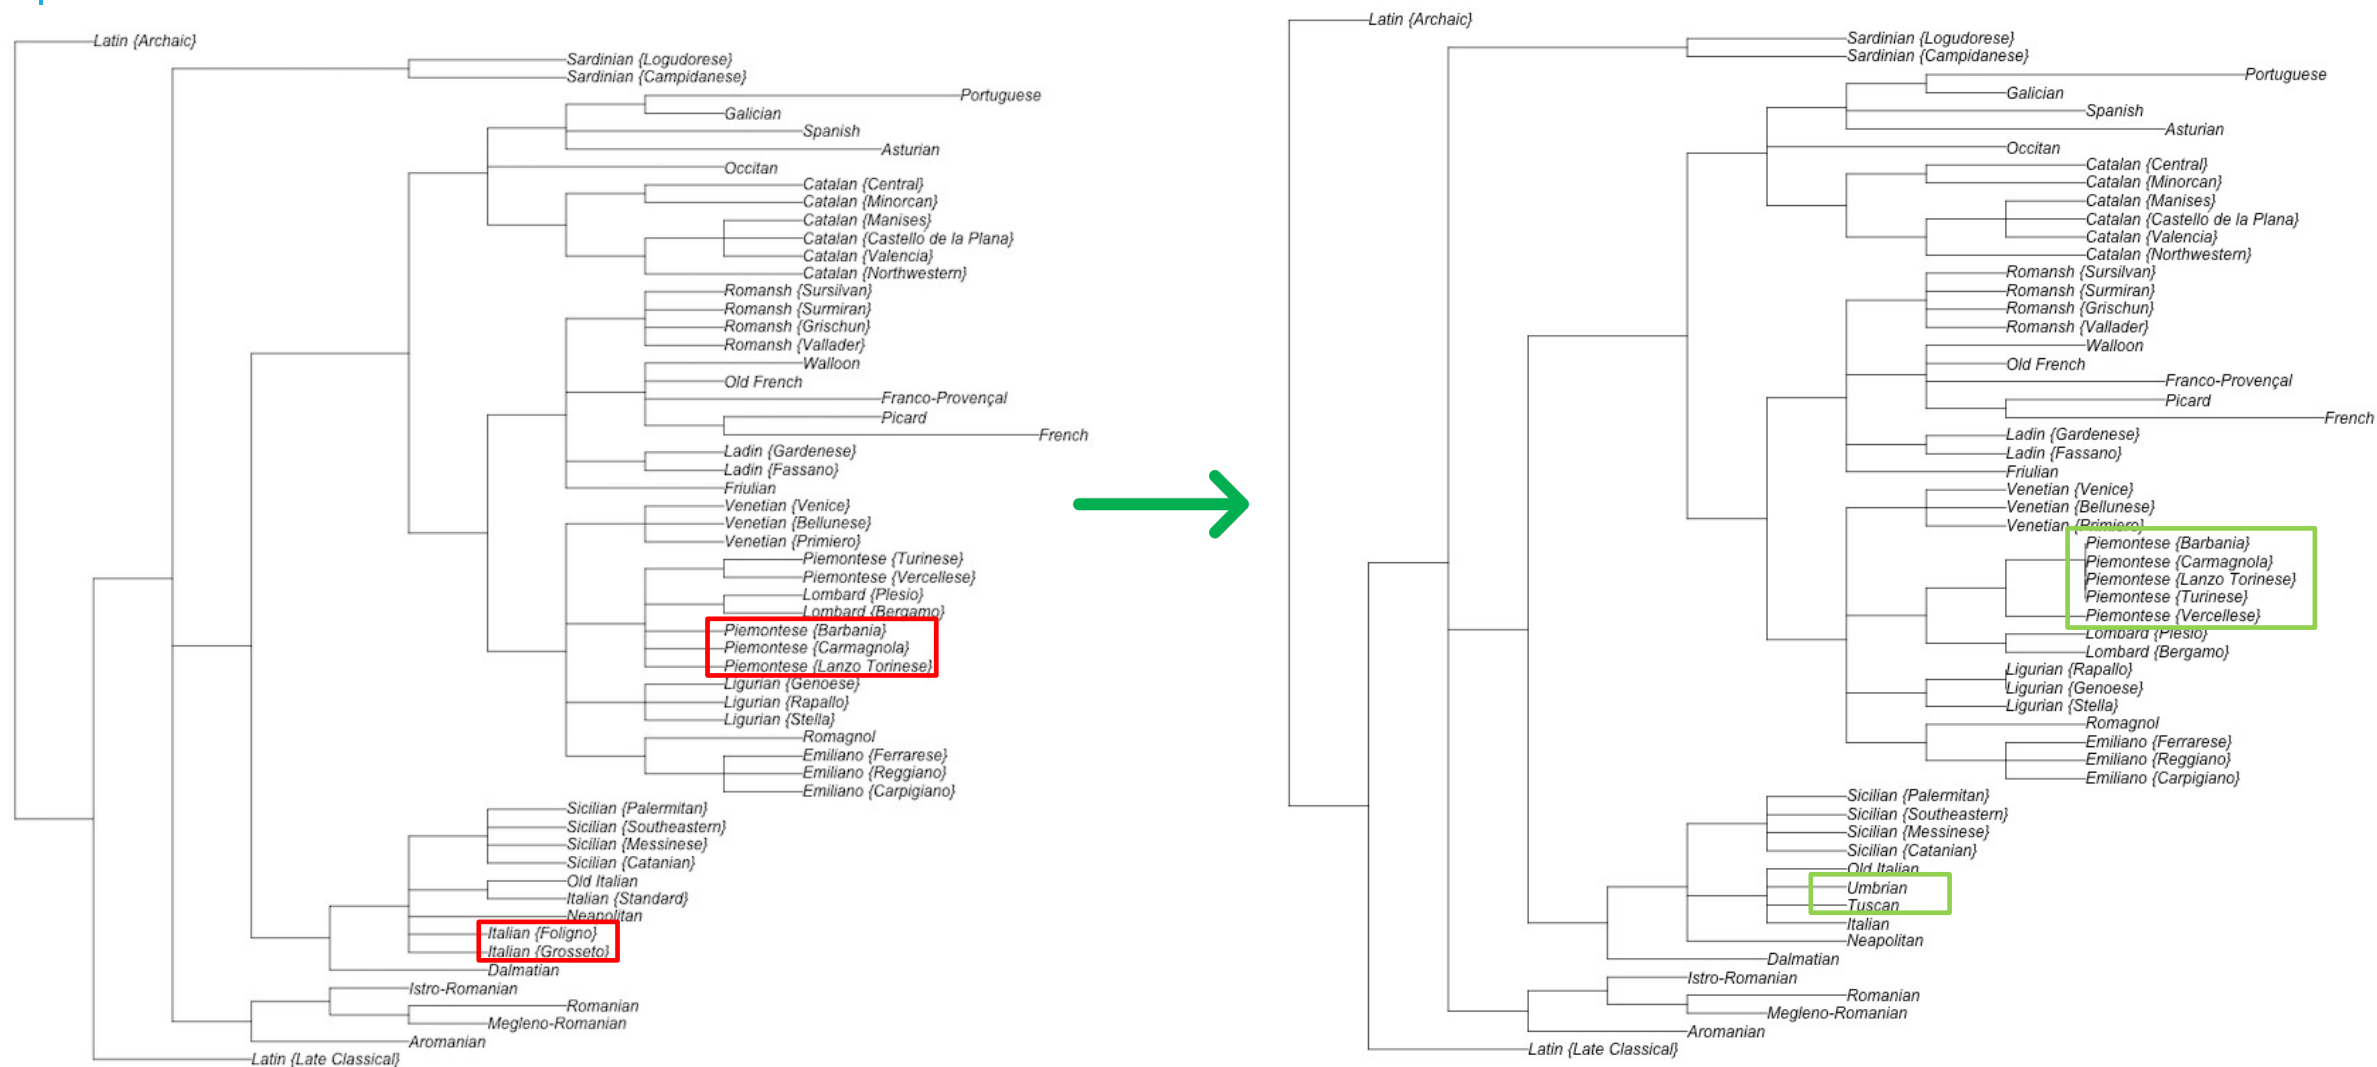 Latin {Archaic}
Sardinian {Logudorese}
Sardinian {Campidanese}
Portuguese
Galician
Spanish
Asturian
Occitan
Catalan {Central}
Catalan {Minorcan}
Catalan {Manises}
Catalan {Castello de la Plana}
Catalan {Valencia}
Catalan {Northwestern}
Romansh {Sursilvan}
Romansh {Surmiran}
Romansh {Grischun}
Romansh {Vallader}
Walloon
Old French
Franco-Provençal
Picard
French
Ladin {Gardenese}
Ladin {Fassano}
Friulian
Venetian {Venice}
Venetian {Bellunese}
Venetian {Primiero}
Piemontese {Turinese}
Piemontese {Vercellese}
Lombard {Plesio}
Lombard {Bergamo}
Piemontese {Barbania}
Piemontese {Carmagnola}
Piemontese {Lanzo Torinese}
Ligurian {Genoese}
Ligurian {Rapallo}
Ligurian {Stella}
Romagnol
Emiliano {Ferrarese}
Emiliano {Reggiano}
Emiliano {Carpigiano}
Sicilian {Palermitan}
Sicilian {Southeastern}
Sicilian {Messinese}
Sicilian {Catanian}
Old Italian
Italian {Standard}
Neapolitan
Italian {Foligno}
Italian {Grosseto}
Dalmatian
Istro-Romanian
Romanian
Megleno-Romanian
Aromanian
Latin {Late Classical}
Latin {Archaic}
Sardinian {Logudorese}
Sardinian {Campidanese}
Portuguese
Galician
Spanish
Asturian
Occitan
Catalan {Central}
Catalan {Minorcan}
Catalan {Manises}
Catalan {Castello de la Plana}
Catalan {Valencia}
Catalan {Northwestern}
Romansh {Sursilvan}
Romansh {Surmiran}
Romansh {Grischun}
Romansh {Vallader}
Walloon
Old French
Franco-Provençal
Picard
French
Ladin {Gardenese}
Ladin {Fassano}
Friulian
Venetian {Venice}
Venetian {Bellunese}
Venetian {Primiero}
Piemontese {Barbania}
Piemontese {Carmagnola}
Piemontese {Lanzo Torinese}
Piemontese {Turinese}
Piemontese {Vercellese}
Lombard {Plesio}
Lombard {Bergamo}
Ligurian {Rapallo}
Ligurian {Genoese}
Ligurian {Stella}
Romagnol
Emiliano {Ferrarese}
Emiliano {Reggiano}
Emiliano {Carpigiano}
Sicilian {Palermitan}
Sicilian {Southeastern}
Sicilian {Messinese}
Sicilian {Catanian}
Old Italian
Umbrian
Tuscan
Italian
Neapolitan
Dalmatian
Istro-Romanian
Romanian
Megleno-Romanian
Aromanian
Latin {Late Classical}